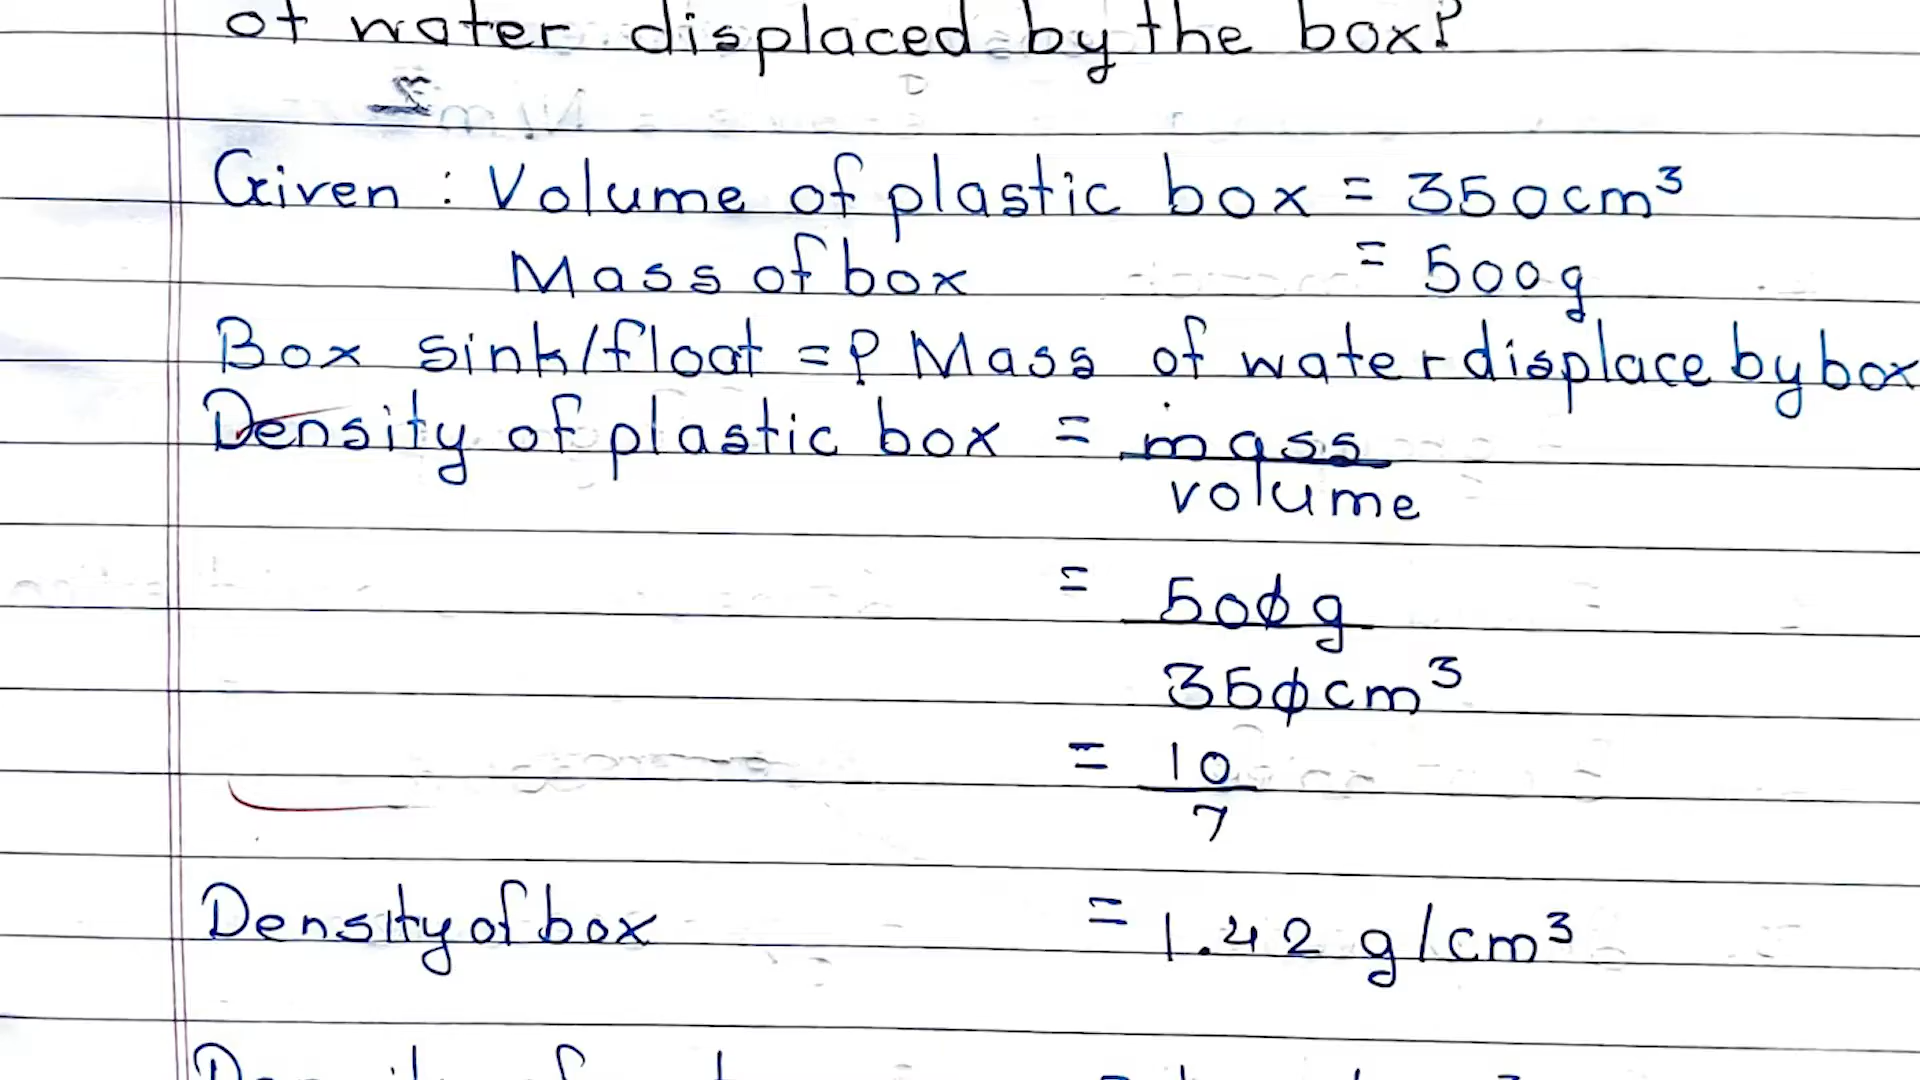 of water displaced by the box?
Given : Volume of plastic box = 350cm³
Mass of box = 500g
Box sink/float = ? Mass of water displace by box
Density of plastic box = mass
volume
= 500g
350cm³
= 10
7
Density of box = 1.42 g/cm³